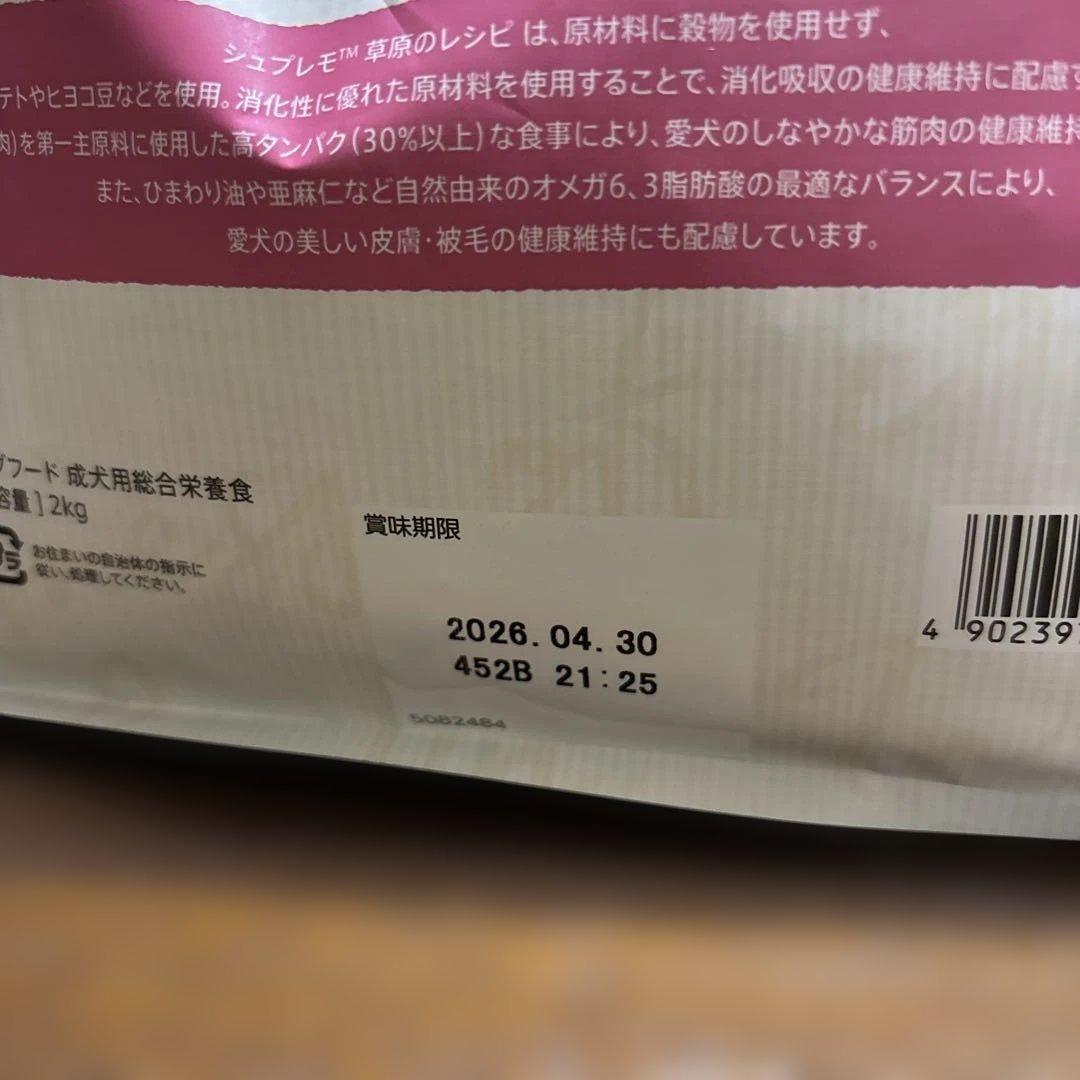 シュプレモ™ 草原のレシピ は、原材料に穀物を使用せず、
テトやヒヨコ豆などを使用。消化性に優れた原材料を使用することで、消化吸収の健康維持に配慮す
肉)を第一主原料に使用した高タンパク(30%以上)な食事により、愛犬のしなやかな筋肉の健康維持
また、ひまわり油や亜麻仁など自然由来のオメガ6、3脂肪酸の最適なバランスにより、
愛犬の美しい皮膚・被毛の健康維持にも配慮しています。
グフード 成犬用総合栄養食
容量] 2kg
プラ
お住まいの自治体の指示に
従い、処理してください。
賞味期限
2026.04.30
452B 21:25
5082484
4 902397